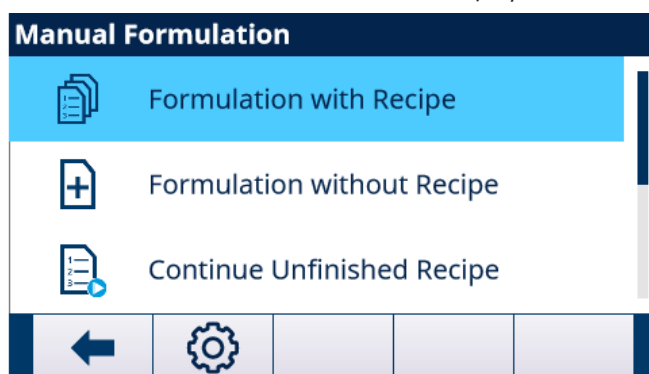 Manual Formulation
Formulation with Recipe
Formulation without Recipe
Continue Unfinished Recipe